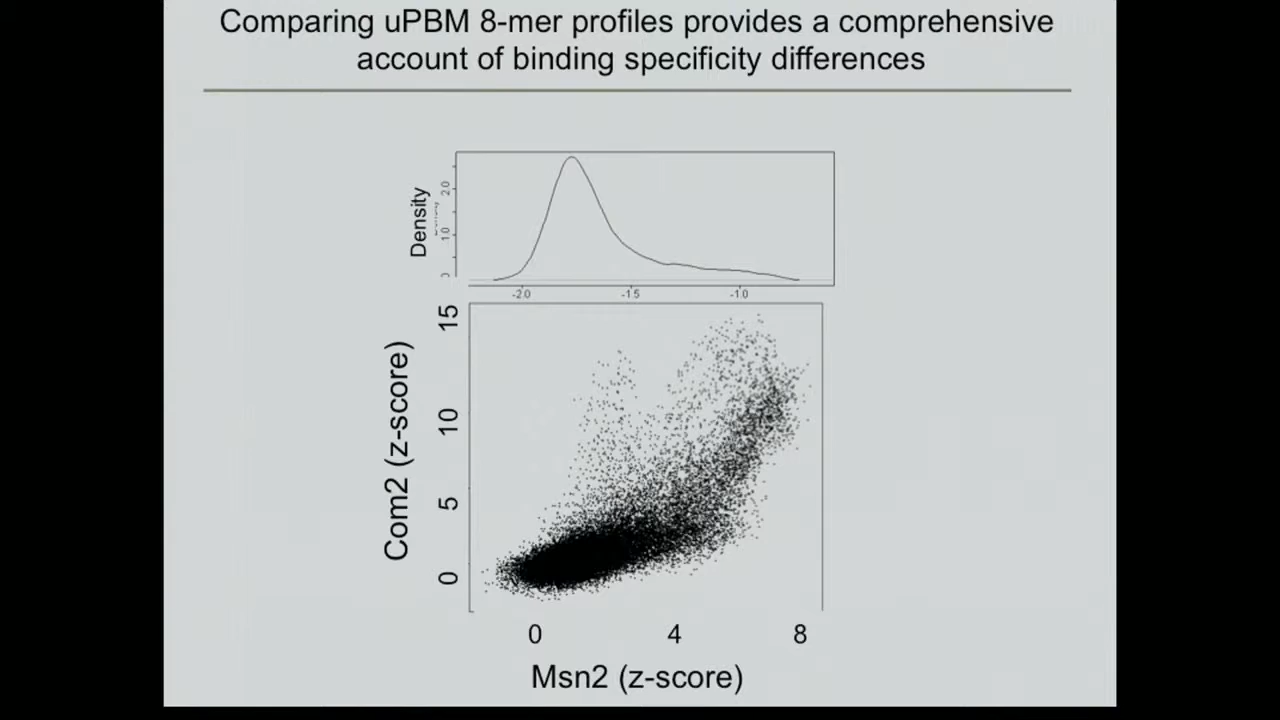 Comparing uPBM 8-mer profiles provides a comprehensive
account of binding specificity differences
Density
2.0
1.0
0
-2.0 -1.5 -1.0
Com2 (z-score)
15
10
5
0
0 4 8
Msn2 (z-score)